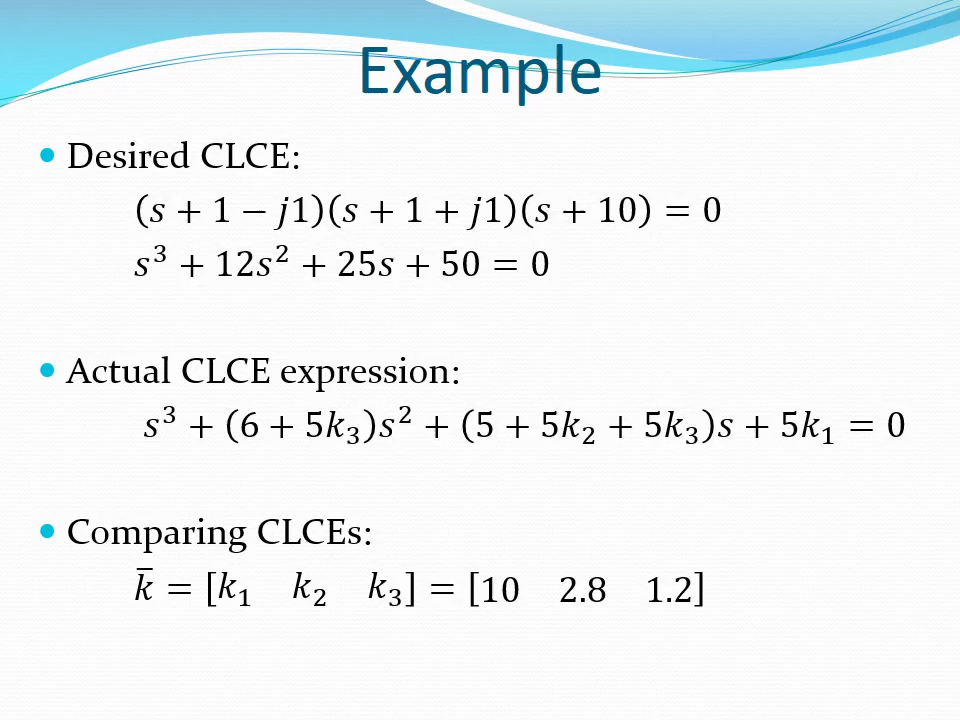 Example
• Desired CLCE:
(s + 1 − j1)(s + 1 + j1)(s + 10) = 0
s³ + 12s² + 25s + 50 = 0
• Actual CLCE expression:
s³ + (6 + 5k₃)s² + (5 + 5k₂ + 5k₃)s + 5k₁ = 0
• Comparing CLCEs:
k̅ = [k₁ k₂ k₃] = [10 2.8 1.2]